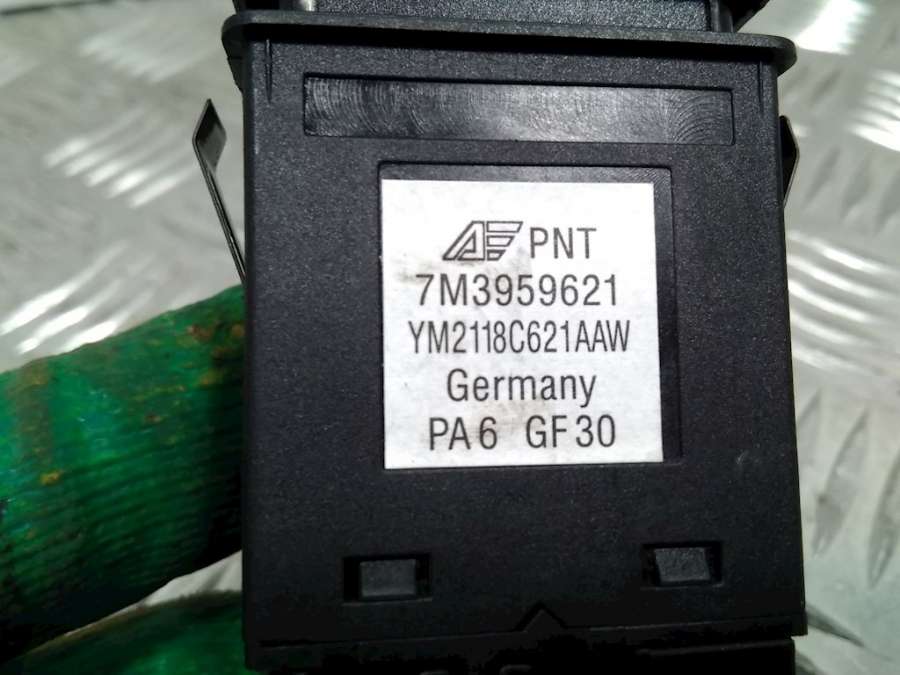 PNT
7M3959621
YM2118C621AAW
Germany
PA6 GF30